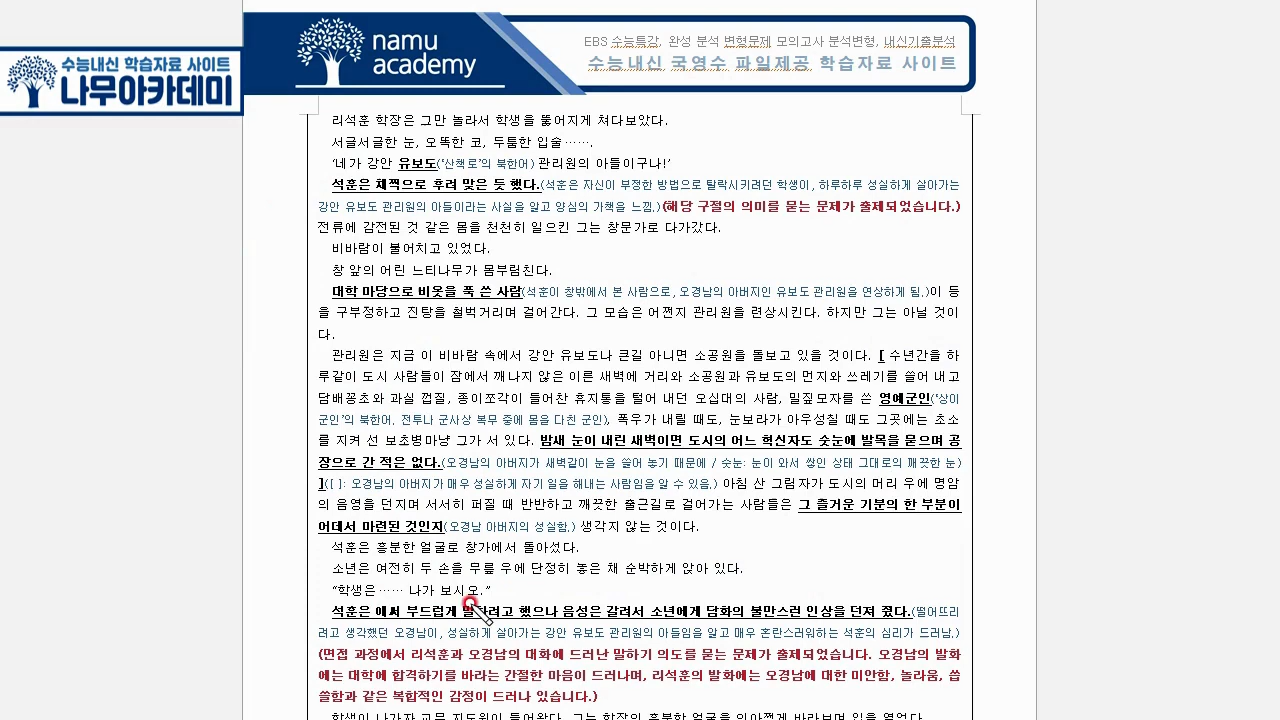 수능내신 학습자료 사이트
나무아카데미
namu
academy
EBS 수능특강, 완성 분석 변형문제 모의고사 분석변형, 내신기출분석
수능내신 국영수 파일제공 학습자료 사이트
리석훈 학장은 그만 놀라서 학생을 뚫어지게 쳐다보았다.
서글서글한 눈, 오똑한 코, 두툼한 입술…….
‘네가 강안 유보도(‘산책로’의 북한어) 관리원의 아들이구나!’
석훈은 채찍으로 후려 맞은 듯 했다.(석훈은 자신이 부정한 방법으로 탈락시키려던 학생이, 하루하루 성실하게 살아가는
강안 유보도 관리원의 아들이라는 사실을 알고 양심의 가책을 느낌.)(해당 구절의 의미를 묻는 문제가 출제되었습니다.)
전류에 감전된 것 같은 몸을 천천히 일으킨 그는 창문가로 다가갔다.
비바람이 불어치고 있었다.
창 앞의 어린 느티나무가 몸부림친다.
대학 마당으로 비옷을 푹 쓴 사람(석훈이 창밖에서 본 사람으로, 오경남의 아버지인 유보도 관리원을 연상하게 됨.)이 등
을 구부정하고 진탕을 철벅거리며 걸어간다. 그 모습은 어쩐지 관리원을 련상시킨다. 하지만 그는 아닐 것이
다.
관리원은 지금 이 비바람 속에서 강안 유보도나 큰길 아니면 소공원을 돌보고 있을 것이다. [ 수년간을 하
루같이 도시 사람들이 잠에서 깨나지 않은 이른 새벽에 거리와 소공원과 유보도의 먼지와 쓰레기를 쓸어 내고
담배꽁초와 과실 껍질, 종이쪼각이 들어찬 휴지통을 털어 내던 오십대의 사람, 밀짚모자를 쓴 영예군인(‘상이
군인’의 북한어. 전투나 군사상 복무 중에 몸을 다친 군인), 폭우가 내릴 때도, 눈보라가 아우성칠 때도 그곳에는 초소
를 지켜 선 보초병마냥 그가 서 있다. 밤새 눈이 내린 새벽이면 도시의 어느 혁신자도 숫눈에 발목을 묻으며 공
장으로 간 적은 없다.(오경남의 아버지가 새벽같이 눈을 쓸어 놓기 때문에 / 숫눈: 눈이 와서 쌓인 상태 그대로의 깨끗한 눈)
]([ ]: 오경남의 아버지가 매우 성실하게 자기 일을 해내는 사람임을 알 수 있음.) 아침 산 그림자가 도시의 머리 우에 명암
의 음영을 던지며 서서히 퍼질 때 반반하고 깨끗한 출근길로 걸어가는 사람들은 그 즐거운 기분의 한 부분이
어데서 마련된 것인지(오경남 아버지의 성실함.) 생각지 않는 것이다.
석훈은 흥분한 얼굴로 창가에서 돌아섰다.
소년은 여전히 두 손을 무릎 우에 단정히 놓은 채 순박하게 앉아 있다.
“학생은…… 나가 보시오.”
석훈은 애써 부드럽게 말하려고 했으나 음성은 갈려서 소년에게 담화의 불만스런 인상을 던져 줬다.(떨어뜨리
려고 생각했던 오경남이, 성실하게 살아가는 강안 유보도 관리원의 아들임을 알고 매우 혼란스러워하는 석훈의 심리가 드러남.)
(면접 과정에서 리석훈과 오경남의 대화에 드러난 말하기 의도를 묻는 문제가 출제되었습니다. 오경남의 발화
에는 대학에 합격하기를 바라는 간절한 마음이 드러나며, 리석훈의 발화에는 오경남에 대한 미안함, 놀라움, 씁
쓸함과 같은 복합적인 감정이 드러나 있습니다.)
학생이 나가자 교무 지도원이 들어왔다. 그는 학장의 흥분한 얼굴을 의아쩍게 바라보며 입을 열었다.